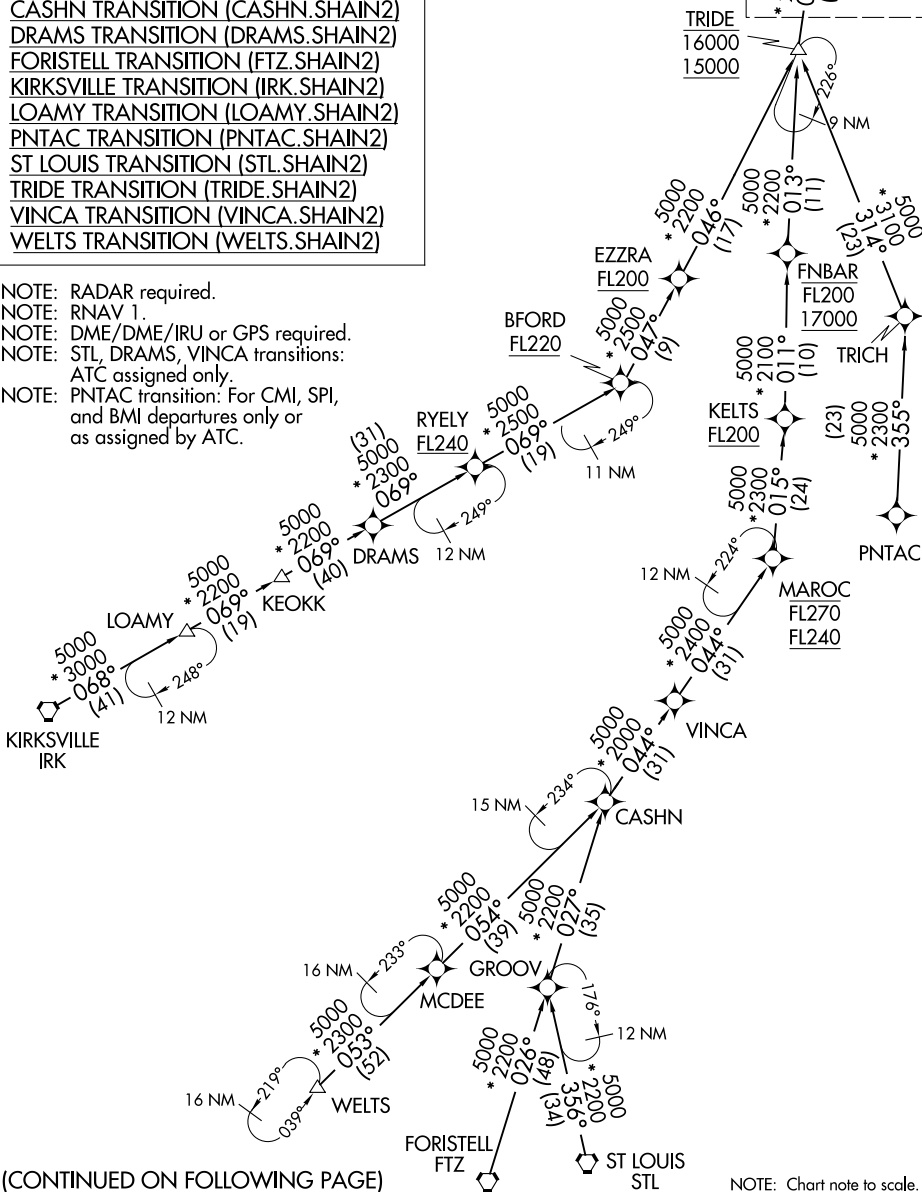 CASHN TRANSITION (CASHN.SHAIN2)
DRAMS TRANSITION (DRAMS.SHAIN2)
FORISTELL TRANSITION (FTZ.SHAIN2)
KIRKSVILLE TRANSITION (IRK.SHAIN2)
LOAMY TRANSITION (LOAMY.SHAIN2)
PNTAC TRANSITION (PNTAC.SHAIN2)
ST LOUIS TRANSITION (STL.SHAIN2)
TRIDE TRANSITION (TRIDE.SHAIN2)
VINCA TRANSITION (VINCA.SHAIN2)
WELTS TRANSITION (WELTS.SHAIN2)
NOTE: RADAR required.
NOTE: RNAV 1.
NOTE: DME/DME/IRU or GPS required.
NOTE: STL, DRAMS, VINCA transitions:
ATC assigned only.
NOTE: PNTAC transition: For CMI, SPI,
and BMI departures only or
as assigned by ATC.
TRIDE
16000
15000
226°
9 NM
5000
*2200
046°
(17)
5000
*2200
013°
(11)
5000
*3100
314°
(23)
EZZRA
FL200
FNBAR
FL200
17000
TRICH
BFORD
FL220
5000
*2500
047°
(9)
5000
*2100
011°
(10)
KELTS
FL200
(23)
5000
*2300
355°
PNTAC
RYELY
FL240
5000
*2500
069°
(19)
249°
11 NM
(31)
5000
*2300
069°
249°
12 NM
DRAMS
5000
*2300
015°
(24)
224°
12 NM
MAROC
FL270
FL240
5000
*2200
069°
(40)
KEOKK
5000
*2200
069°
(19)
LOAMY
248°
12 NM
5000
*3000
068°
(41)
KIRKSVILLE
IRK
5000
*2400
044°
(31)
VINCA
5000
*2000
044°
(31)
234°
15 NM
CASHN
5000
*2200
054°
(39)
5000
*2200
027°
(35)
233°
16 NM
MCDEE
GROOV
176°
12 NM
5000
*2300
053°
(52)
219°
039°
16 NM
WELTS
5000
*2200
026°
(48)
5000
*2200
356°
(34)
FORISTELL
FTZ
ST LOUIS
STL
(CONTINUED ON FOLLOWING PAGE)
NOTE: Chart note to scale.